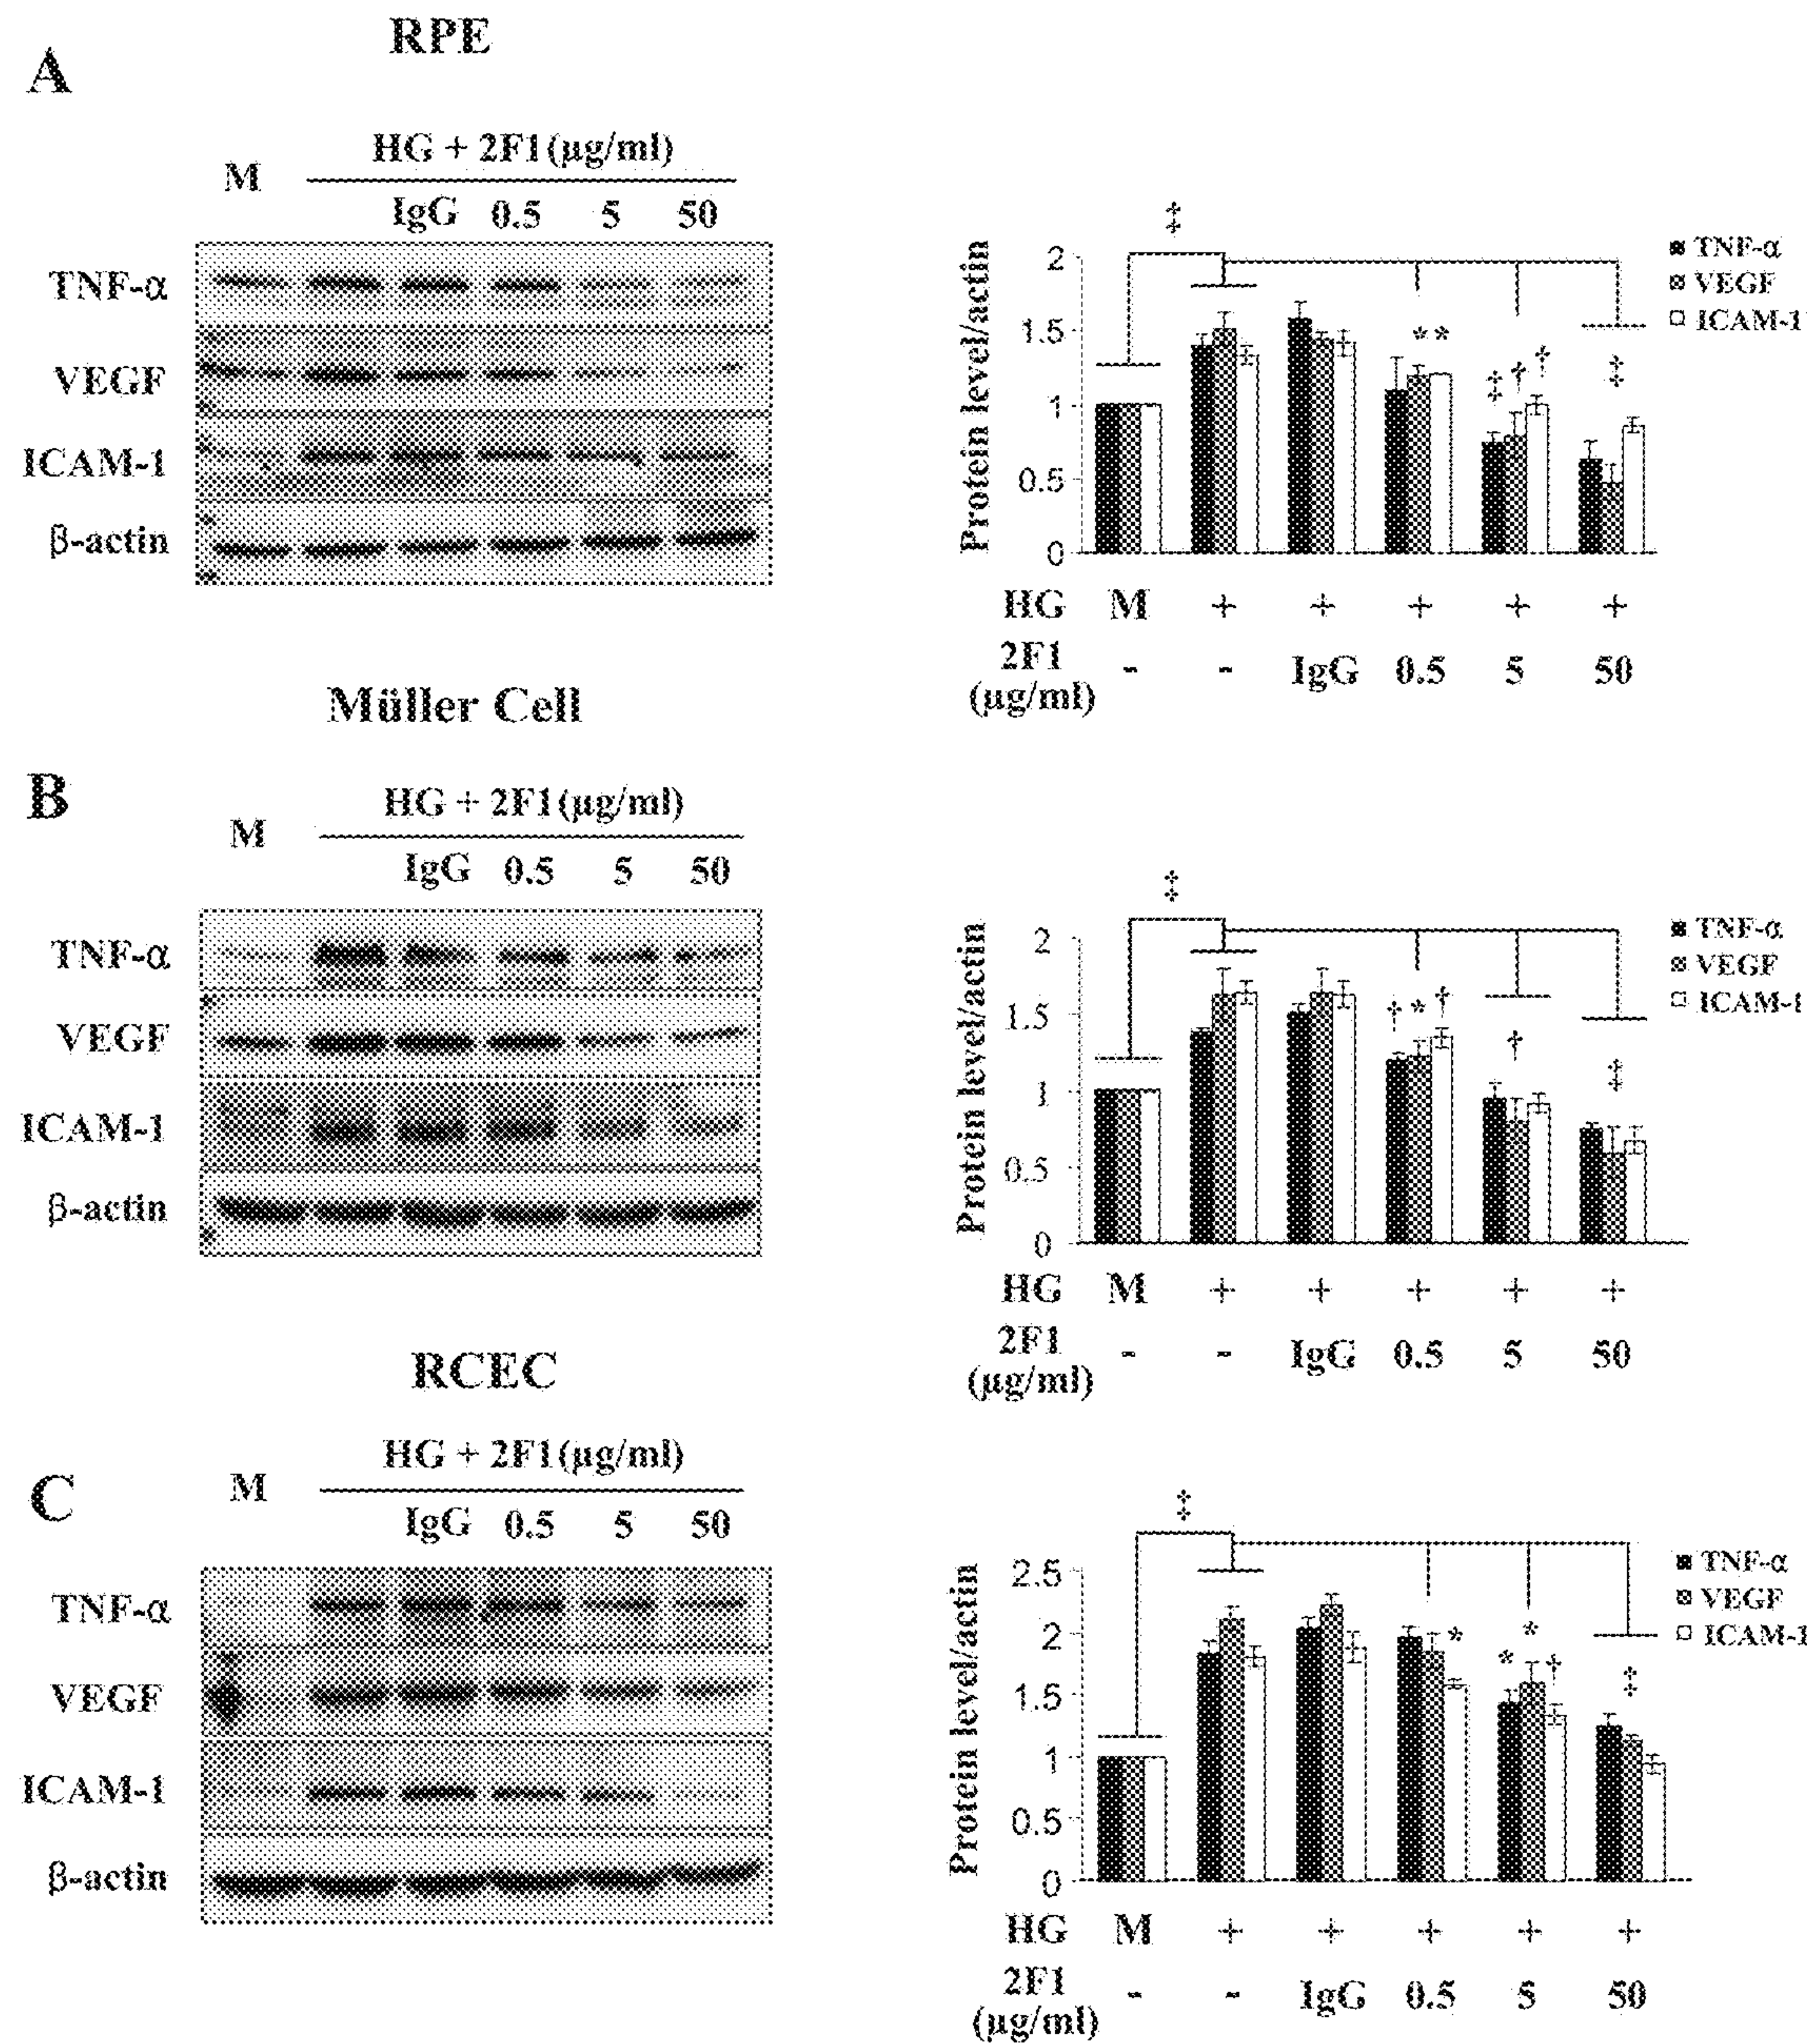 RPE
A
HG + 2F1(µg/ml)
M
IgG 0.5 5 50
TNF-α
VEGF
ICAM-1
β-actin
‡
Protein level/actin
2
1.5
1
0.5
0
TNF-α
VEGF
ICAM-1
* *
‡ † †
‡
HG M + + + + +
2F1 (µg/ml) - - IgG 0.5 5 50
Müller Cell
B
HG + 2F1(µg/ml)
M
IgG 0.5 5 50
TNF-α
VEGF
ICAM-1
β-actin
‡
Protein level/actin
2
1.5
1
0.5
0
TNF-α
VEGF
ICAM-1
† * †
†
‡
HG M + + + + +
2F1 (µg/ml) - - IgG 0.5 5 50
RCEC
C
HG + 2F1(µg/ml)
M
IgG 0.5 5 50
TNF-α
VEGF
ICAM-1
β-actin
‡
Protein level/actin
2.5
2
1.5
1
0.5
0
TNF-α
VEGF
ICAM-1
*
* * †
‡
HG M + + + + +
2F1 (µg/ml) - - IgG 0.5 5 50